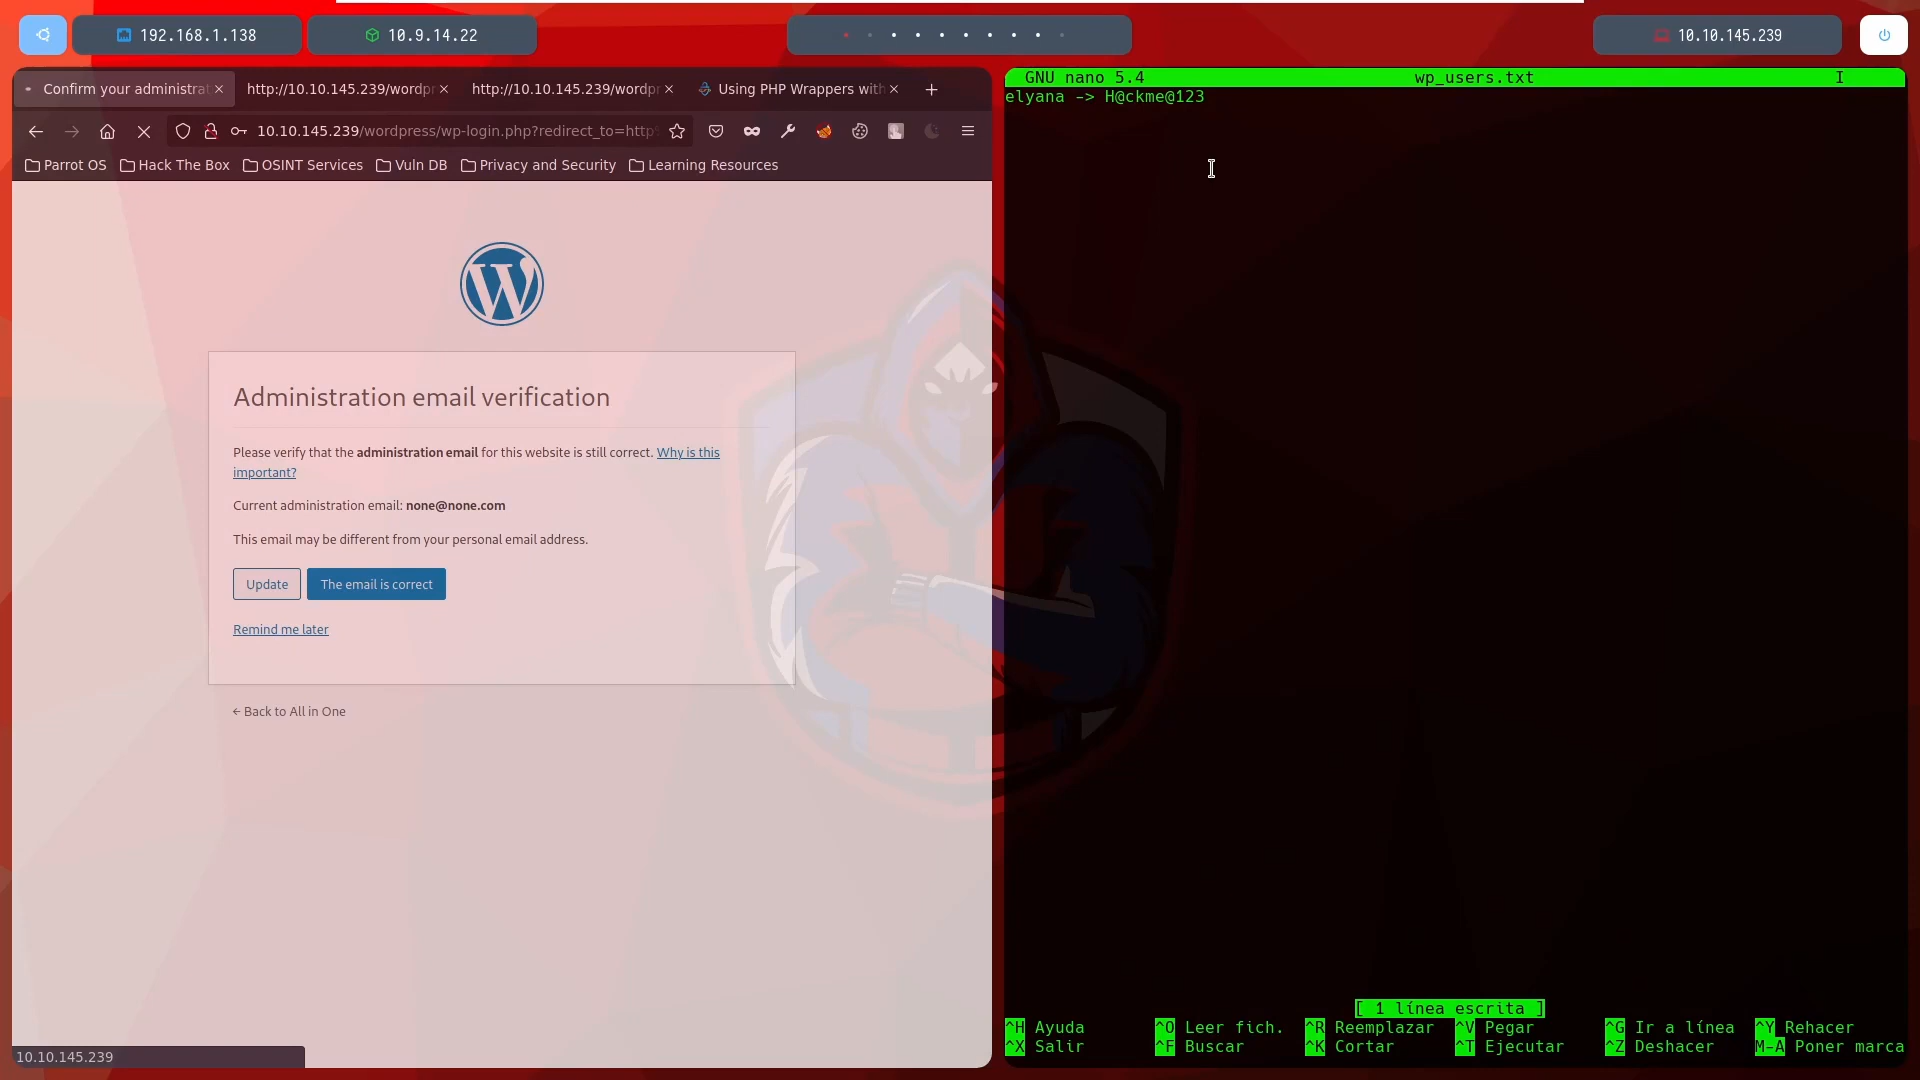 192.168.1.138
10.9.14.22
10.10.145.239
Confirm your administrat
http://10.10.145.239/wordpr
http://10.10.145.239/wordpr
Using PHP Wrappers with
10.10.145.239/wordpress/wp-login.php?redirect_to=http
Parrot OS
Hack The Box
OSINT Services
Vuln DB
Privacy and Security
Learning Resources
Administration email verification
Please verify that the administration email for this website is still correct. Why is this
important?
Current administration email: none@none.com
This email may be different from your personal email address.
Update
The email is correct
Remind me later
← Back to All in One
10.10.145.239
GNU nano 5.4 wp_users.txt I
elyana -> H@ckme@123
[ 1 línea escrita ]
^H Ayuda ^O Leer fich. ^R Reemplazar ^V Pegar ^G Ir a línea ^Y Rehacer
^X Salir ^F Buscar ^K Cortar ^T Ejecutar ^Z Deshacer M-A Poner marca